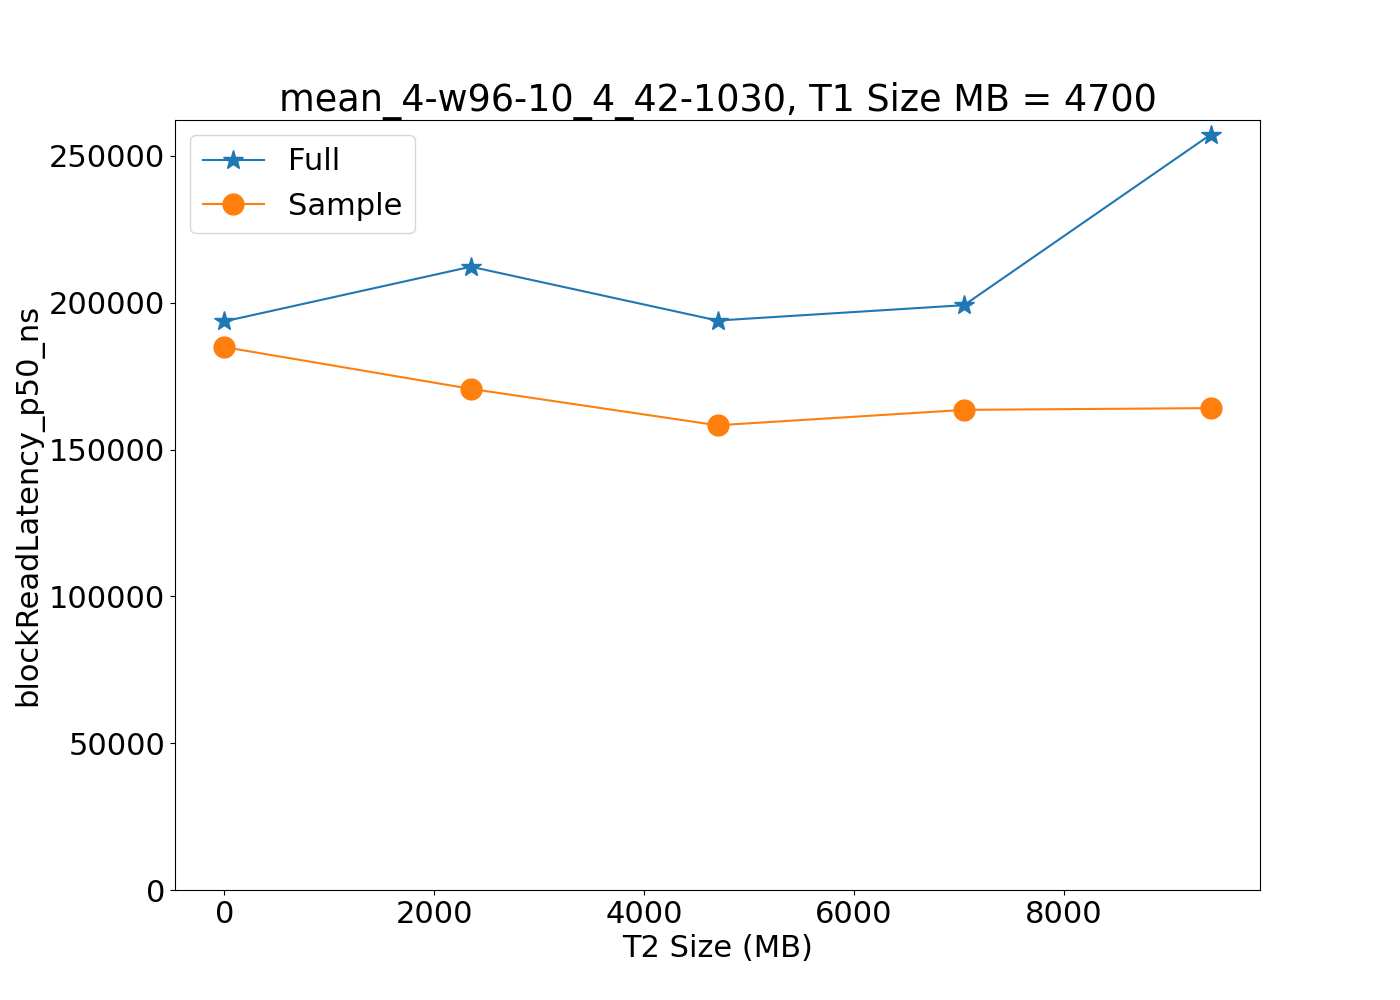 mean_4-w96-10_4_42-1030, T1 Size MB = 4700
Full
Sample
blockReadLatency_p50_ns
250000
200000
150000
100000
50000
0
0 2000 4000 6000 8000
T2 Size (MB)